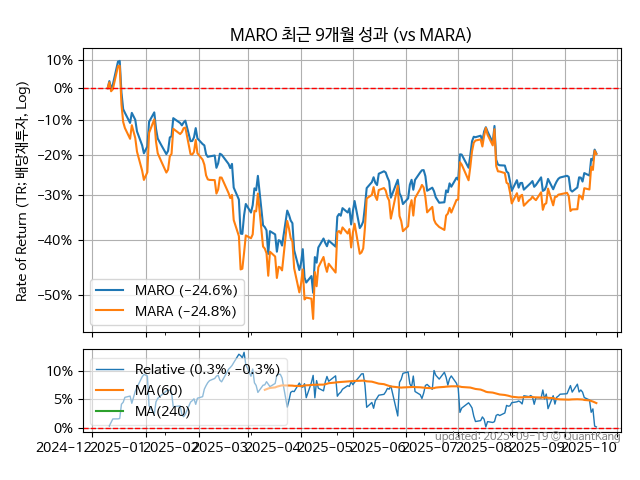 MARO 최근 9개월 성과 (vs MARA)
Rate of Return (TR: 배당재투자, Log)
10%
0%
−10%
−20%
−30%
−40%
−50%
MARO (−24.6%)
MARA (−24.8%)
10%
5%
0%
Relative (0.3%, −0.3%)
MA(60)
MA(240)
updated: 2025-09-19 © QuantKang
2024−12 2025−01 2025−02 2025−03 2025−04 2025−05 2025−06 2025−07 2025−08 2025−09 2025−10